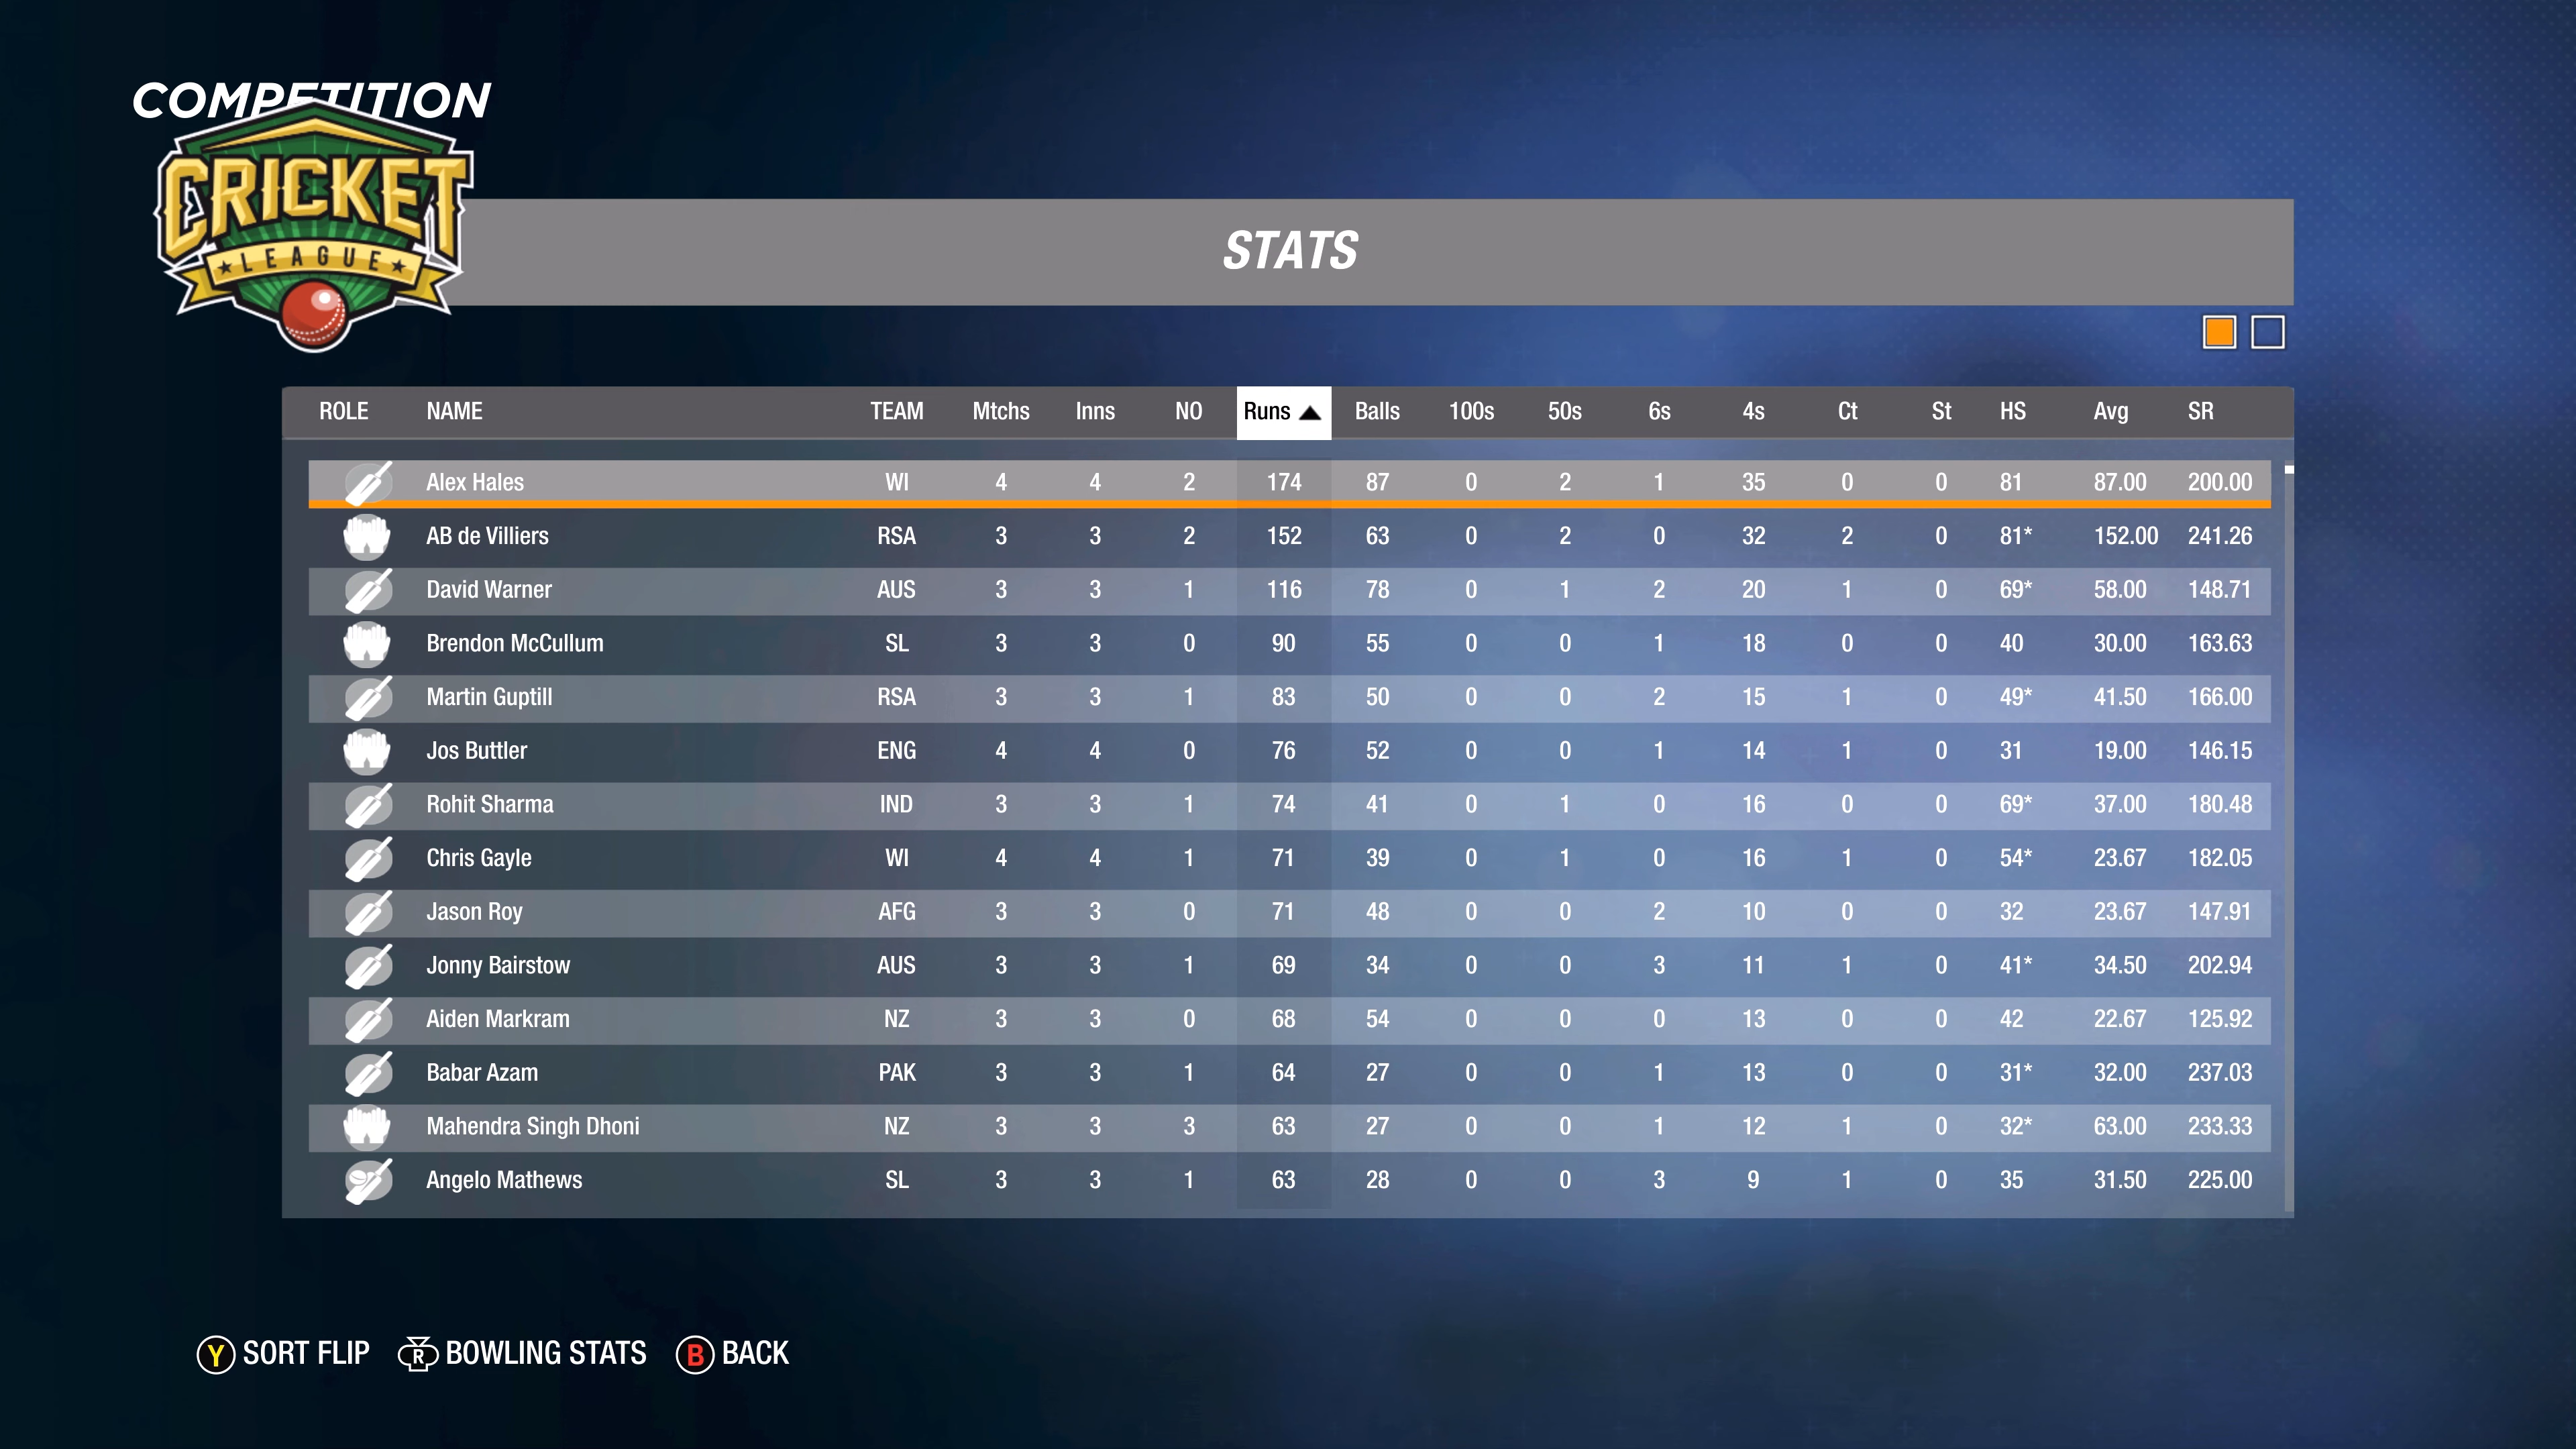 COMPETITION
CRICKET
LEAGUE
STATS
ROLE NAME TEAM Mtchs Inns NO Runs Balls 100s 50s 6s 4s Ct St HS Avg SR
Alex Hales WI 4 4 2 174 87 0 2 1 35 0 0 81 87.00 200.00
AB de Villiers RSA 3 3 2 152 63 0 2 0 32 2 0 81* 152.00 241.26
David Warner AUS 3 3 1 116 78 0 1 2 20 1 0 69* 58.00 148.71
Brendon McCullum SL 3 3 0 90 55 0 0 1 18 0 0 40 30.00 163.63
Martin Guptill RSA 3 3 1 83 50 0 0 2 15 1 0 49* 41.50 166.00
Jos Buttler ENG 4 4 0 76 52 0 0 1 14 1 0 31 19.00 146.15
Rohit Sharma IND 3 3 1 74 41 0 1 0 16 0 0 69* 37.00 180.48
Chris Gayle WI 4 4 1 71 39 0 1 0 16 1 0 54* 23.67 182.05
Jason Roy AFG 3 3 0 71 48 0 0 2 10 0 0 32 23.67 147.91
Jonny Bairstow AUS 3 3 1 69 34 0 0 3 11 1 0 41* 34.50 202.94
Aiden Markram NZ 3 3 0 68 54 0 0 0 13 0 0 42 22.67 125.92
Babar Azam PAK 3 3 1 64 27 0 0 1 13 0 0 31* 32.00 237.03
Mahendra Singh Dhoni NZ 3 3 3 63 27 0 0 1 12 1 0 32* 63.00 233.33
Angelo Mathews SL 3 3 1 63 28 0 0 3 9 1 0 35 31.50 225.00
Y SORT FLIP R BOWLING STATS B BACK